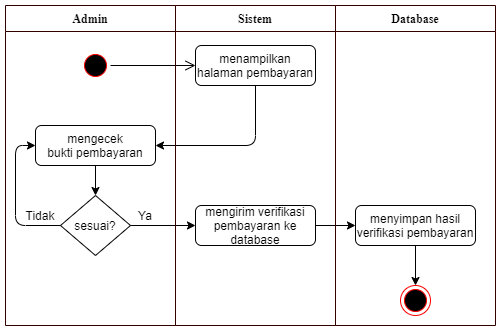 Admin
Sistem
Database
menampilkan
halaman pembayaran
mengecek
bukti pembayaran
Tidak
sesuai?
Ya
mengirim verifikasi
pembayaran ke
database
menyimpan hasil
verifikasi pembayaran